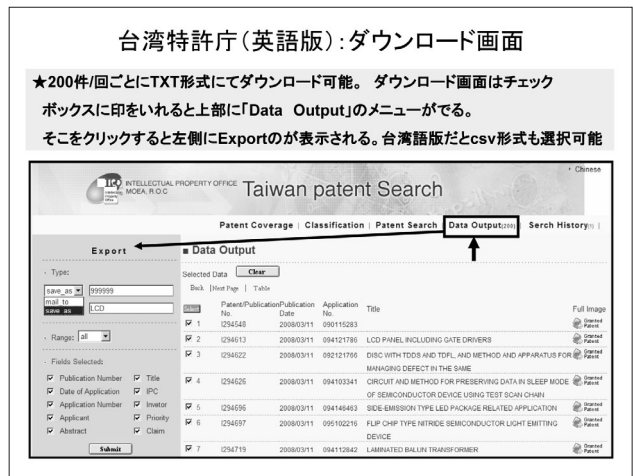 台湾特許庁(英語版):ダウンロード画面
★200件/回ごとにTXT形式にてダウンロード可能。 ダウンロード画面はチェック
ボックスに印をいれると上部に「Data Output」のメニューがでる。
そこをクリックすると左側にExportのが表示される。台湾語版だとcsv形式も選択可能
Chinese
INTELLECTUAL PROPERTY OFFICE
MOEA, R.O.C
Taiwan patent Search
Patent Coverage | Classification | Patent Search | Data Output(200) | Serch History(1) |
Export
Type:
save_as 999999
mail_to
save as LCD
Range: all
Fields Selected:
Publication Number Title
Date of Application IPC
Application Number Invetor
Applicant Priority
Abstract Claim
Submit
Data Output
Selected Data Clear
Back |Next Page | Table
Select Patent/Publication No. Publication Date Application No. Title Full Image
1 I294548 2008/03/11 090115283 Granted Patent
2 I294613 2008/03/11 094121786 LCD PANEL INCLUDING GATE DRIVERS Granted Patent
3 I294622 2008/03/11 092121766 DISC WITH TDDS AND TDFL, AND METHOD AND APPARATUS FOR Granted Patent
MANAGING DEFECT IN THE SAME
4 I294626 2008/03/11 094103341 CIRCUIT AND METHOD FOR PRESERVING DATA IN SLEEP MODE Granted Patent
OF SEMICONDUCTOR DEVICE USING TEST SCAN CHAIN
5 I294696 2008/03/11 094146463 SIDE-EMISSION TYPE LED PACKAGE RELATED APPLICATION Granted Patent
6 I294697 2008/03/11 095102216 FLIP CHIP TYPE NITRIDE SEMICONDUCTOR LIGHT EMITTING Granted Patent
DEVICE
7 I294719 2008/03/11 094112842 LAMINATED BALUN TRANSFORMER Granted Patent